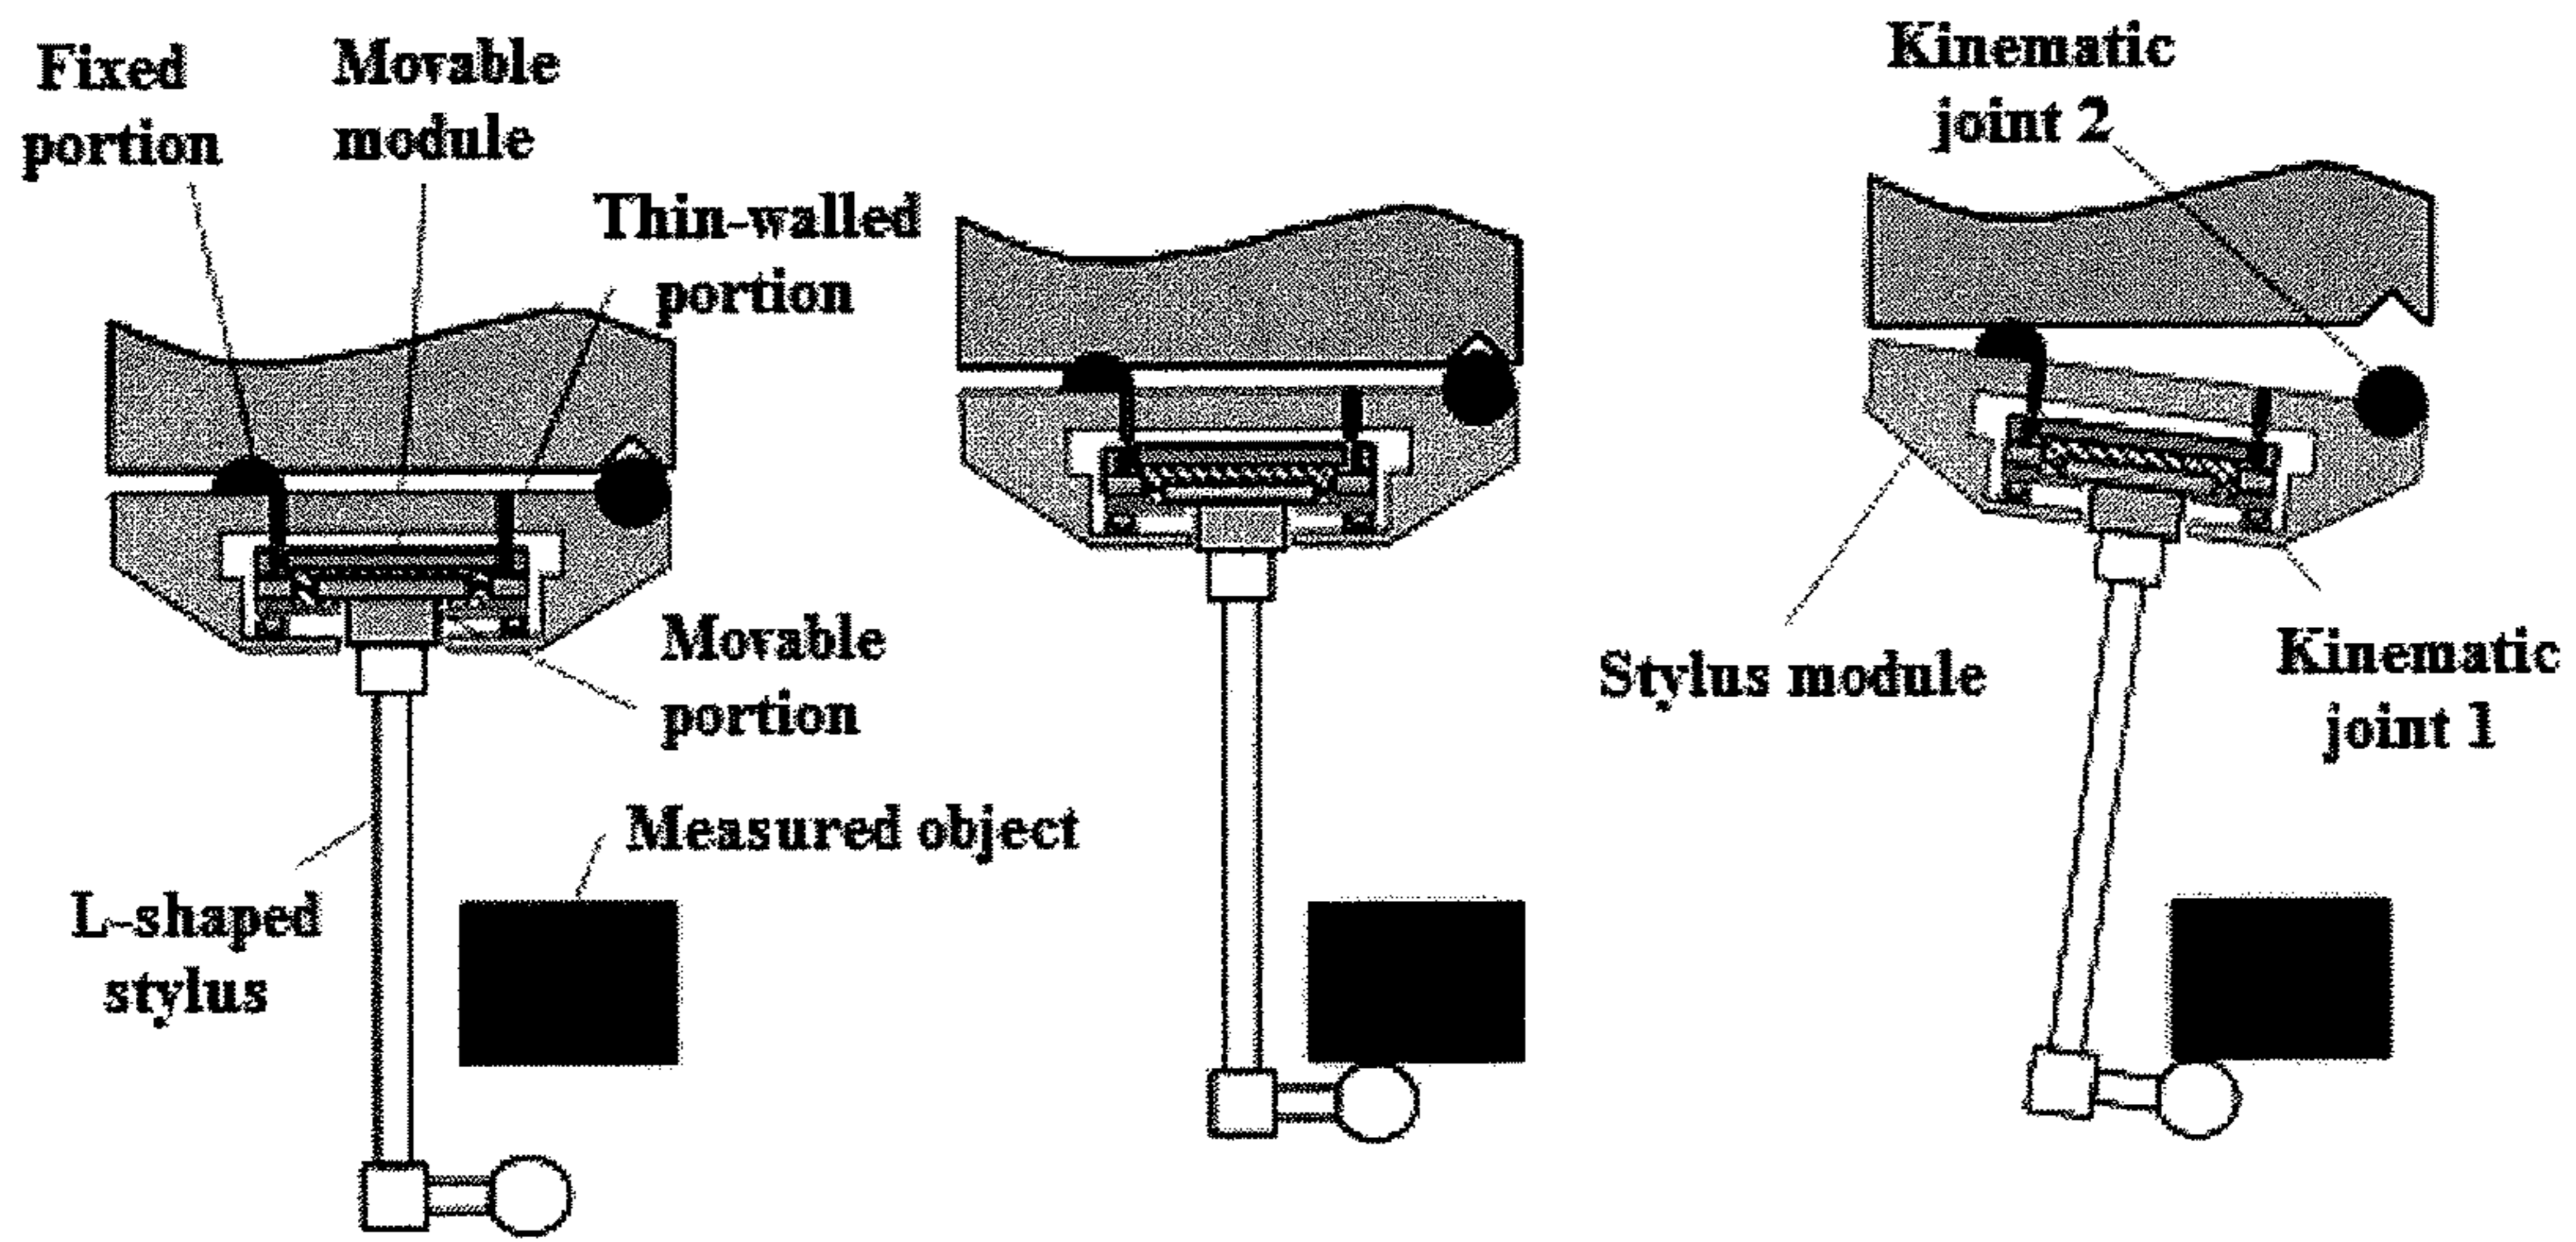 Fixed
portion
Movable
module
Thin-walled
portion
Movable
portion
Measured object
L-shaped
stylus
Kinematic
joint 2
Stylus module
Kinematic
joint 1